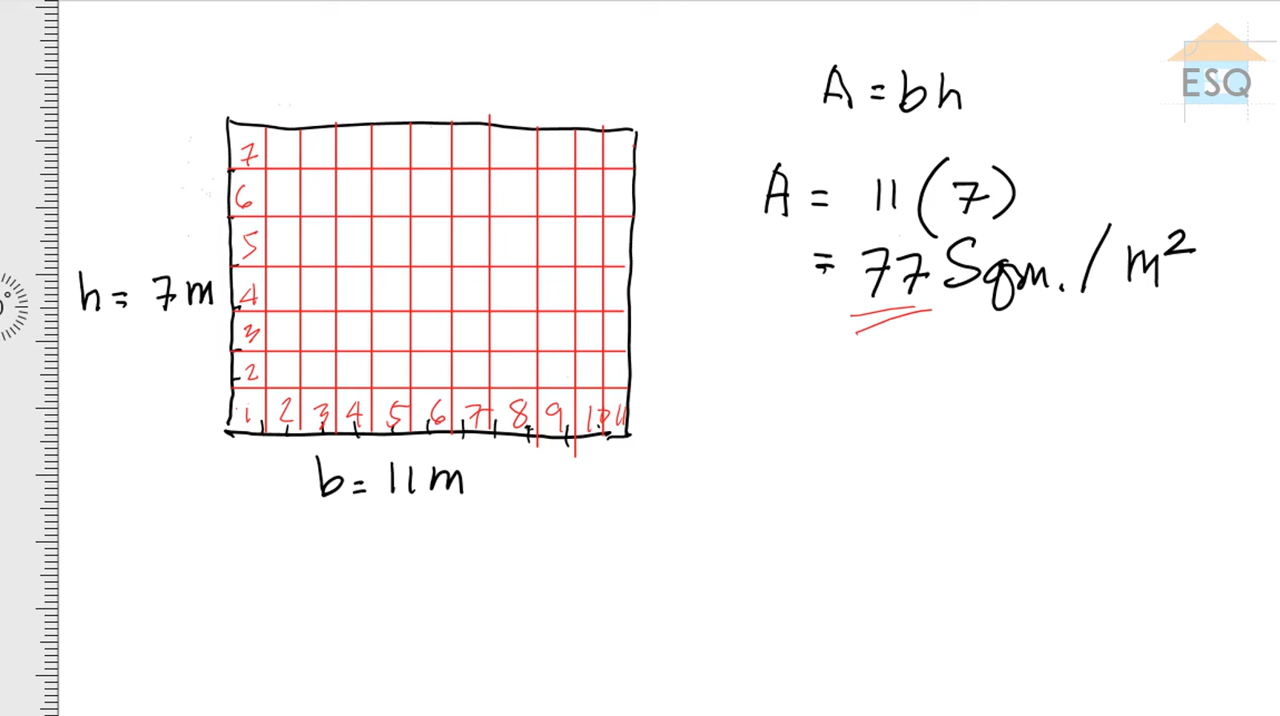 ESQ
A = bh
A = 11(7)
= 77 Sqm. / m²
h = 7m
7
6
5
4
3
2
1 2 3 4 5 6 7 8 9 10 11
b = 11m